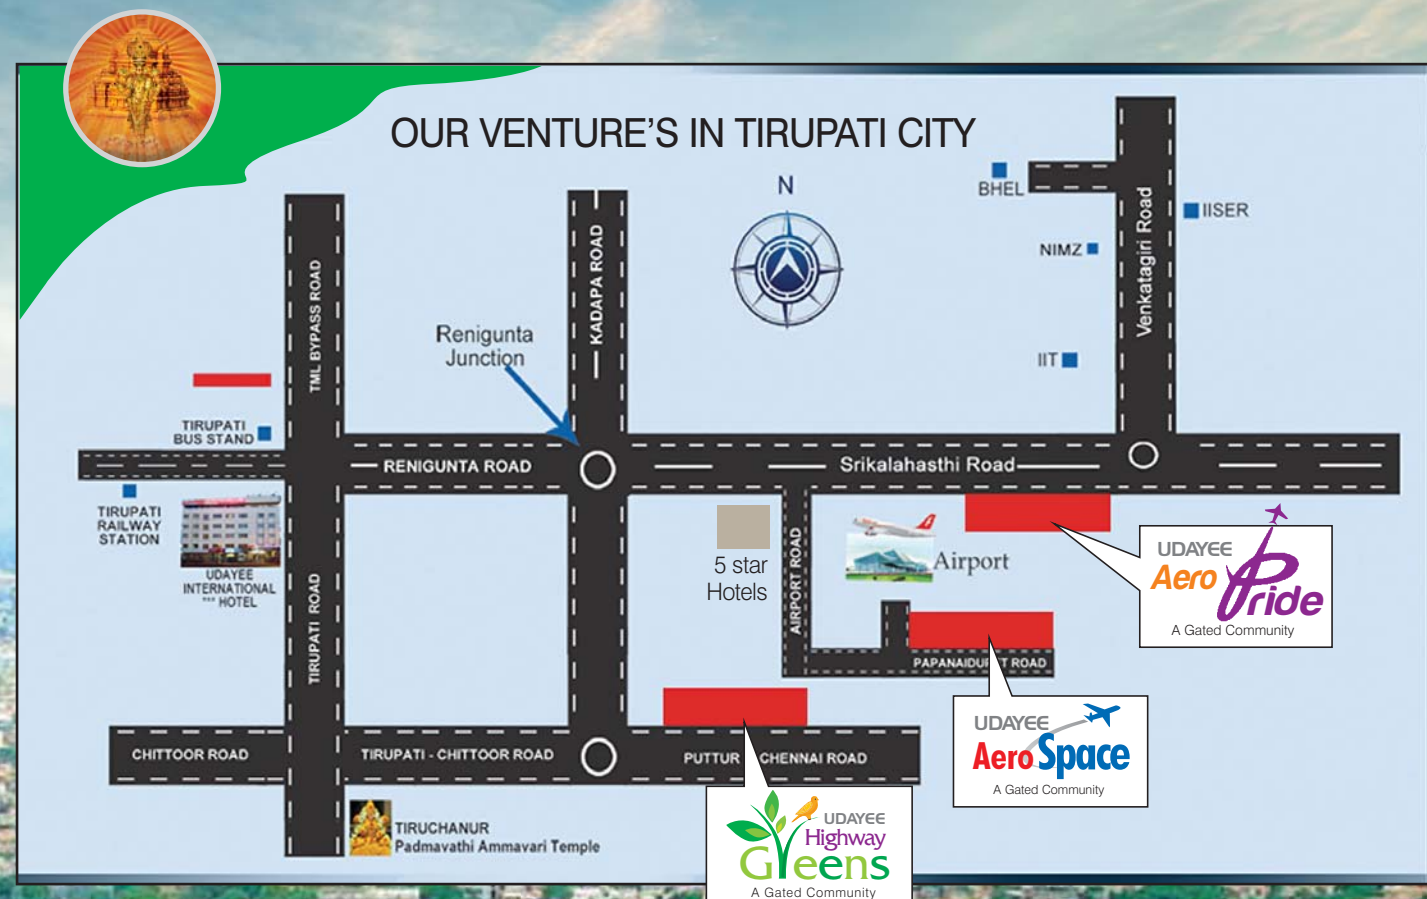 OUR VENTURE'S IN TIRUPATI CITY
N
BHEL
IISER
NIMZ
IIT
Venkatagiri Road
TML BYPASS ROAD
KADAPA ROAD
Renigunta
Junction
TIRUPATI
BUS STAND
RENIGUNTA ROAD
Srikalahasthi Road
TIRUPATI
RAILWAY
STATION
UDAYEE
INTERNATIONAL
*** HOTEL
TIRUPATI ROAD
5 star
Hotels
AIRPORT ROAD
Airport
UDAYEE
Aero Pride
A Gated Community
ROAD
CHITTOOR ROAD
TIRUPATI - CHITTOOR ROAD
PUTTUR
CHENNAI ROAD
UDAYEE
AeroSpace
A Gated Community
TIRUCHANUR
Padmavathi Ammavari Temple
UDAYEE
Highway
Greens
A Gated Community